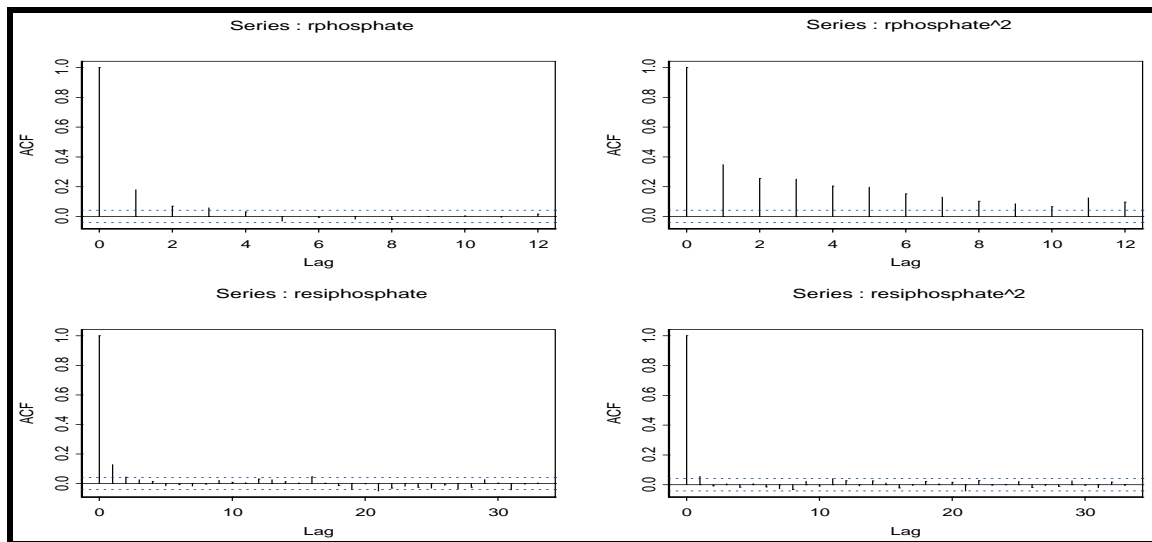 Series : rphosphate
ACF
1.0
0.8
0.6
0.4
0.2
0.0
0 2 4 6 8 10 12
Lag
Series : rphosphate^2
ACF
1.0
0.8
0.6
0.4
0.2
0.0
0 2 4 6 8 10 12
Lag
Series : resiphosphate
ACF
1.0
0.8
0.6
0.4
0.2
0.0
0 10 20 30
Lag
Series : resiphosphate^2
ACF
1.0
0.8
0.6
0.4
0.2
0.0
0 10 20 30
Lag